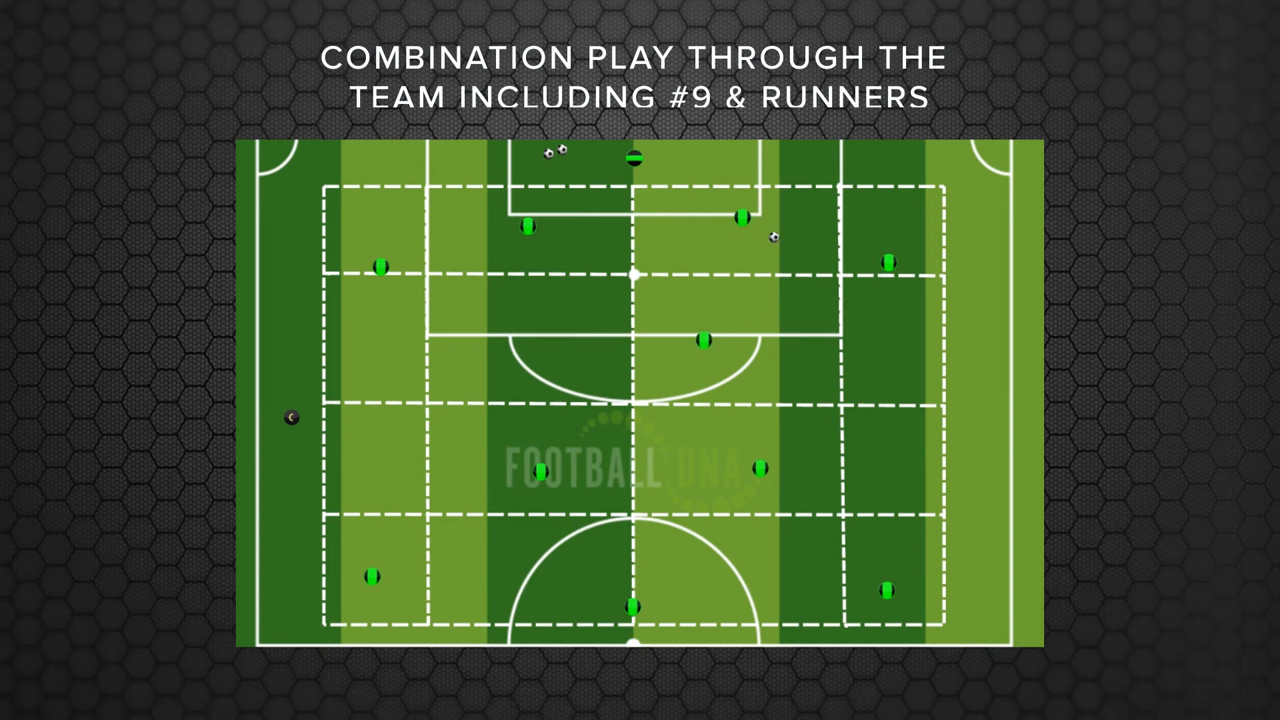 COMBINATION PLAY THROUGH THE
TEAM INCLUDING #9 & RUNNERS
FOOTBALL DNA
C